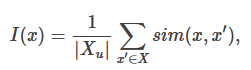 I(x) = \frac{1}{|X_u|} \sum_{x' \in X} sim(x, x'),